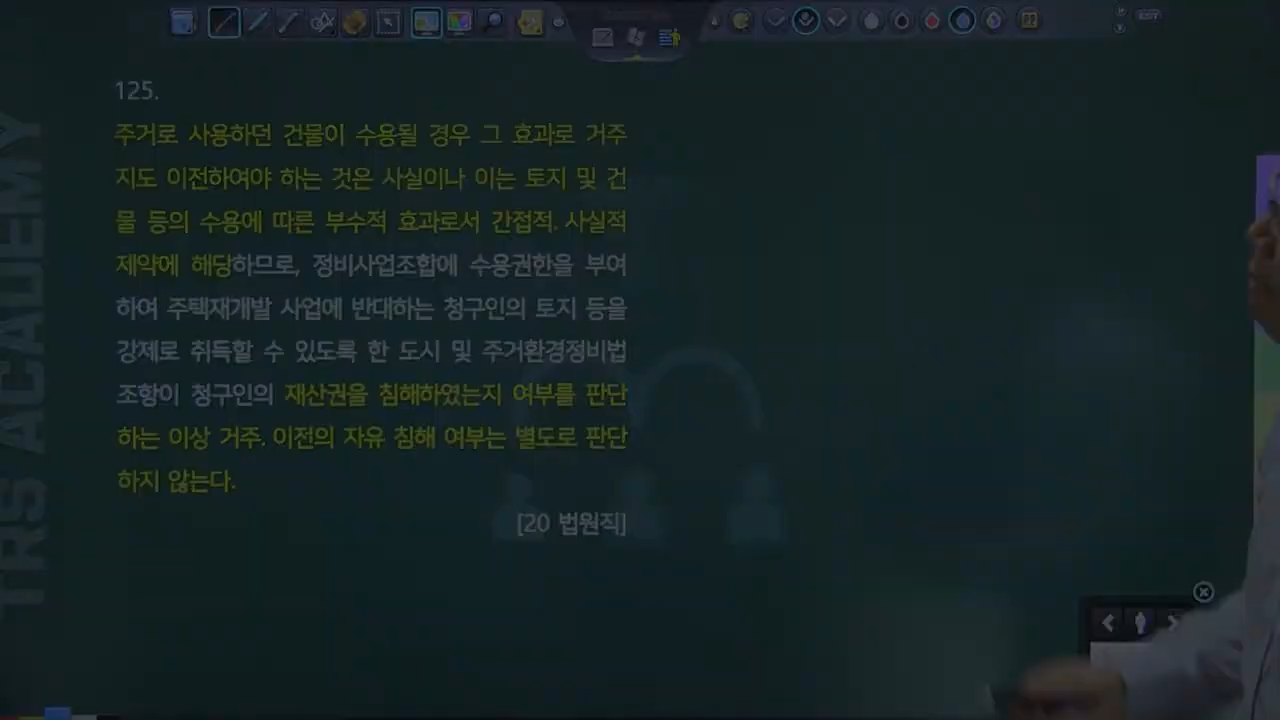 125.
주거로 사용하던 건물이 수용될 경우 그 효과로 거주
지도 이전하여야 하는 것은 사실이나 이는 토지 및 건
물 등의 수용에 따른 부수적 효과로서 간접적. 사실적
제약에 해당하므로, 정비사업조합에 수용권한을 부여
하여 주택재개발 사업에 반대하는 청구인의 토지 등을
강제로 취득할 수 있도록 한 도시 및 주거환경정비법
조항이 청구인의 재산권을 침해하였는지 여부를 판단
하는 이상 거주. 이전의 자유 침해 여부는 별도로 판단
하지 않는다.
[20 법원직]
TRS ACADEMY
EXIT